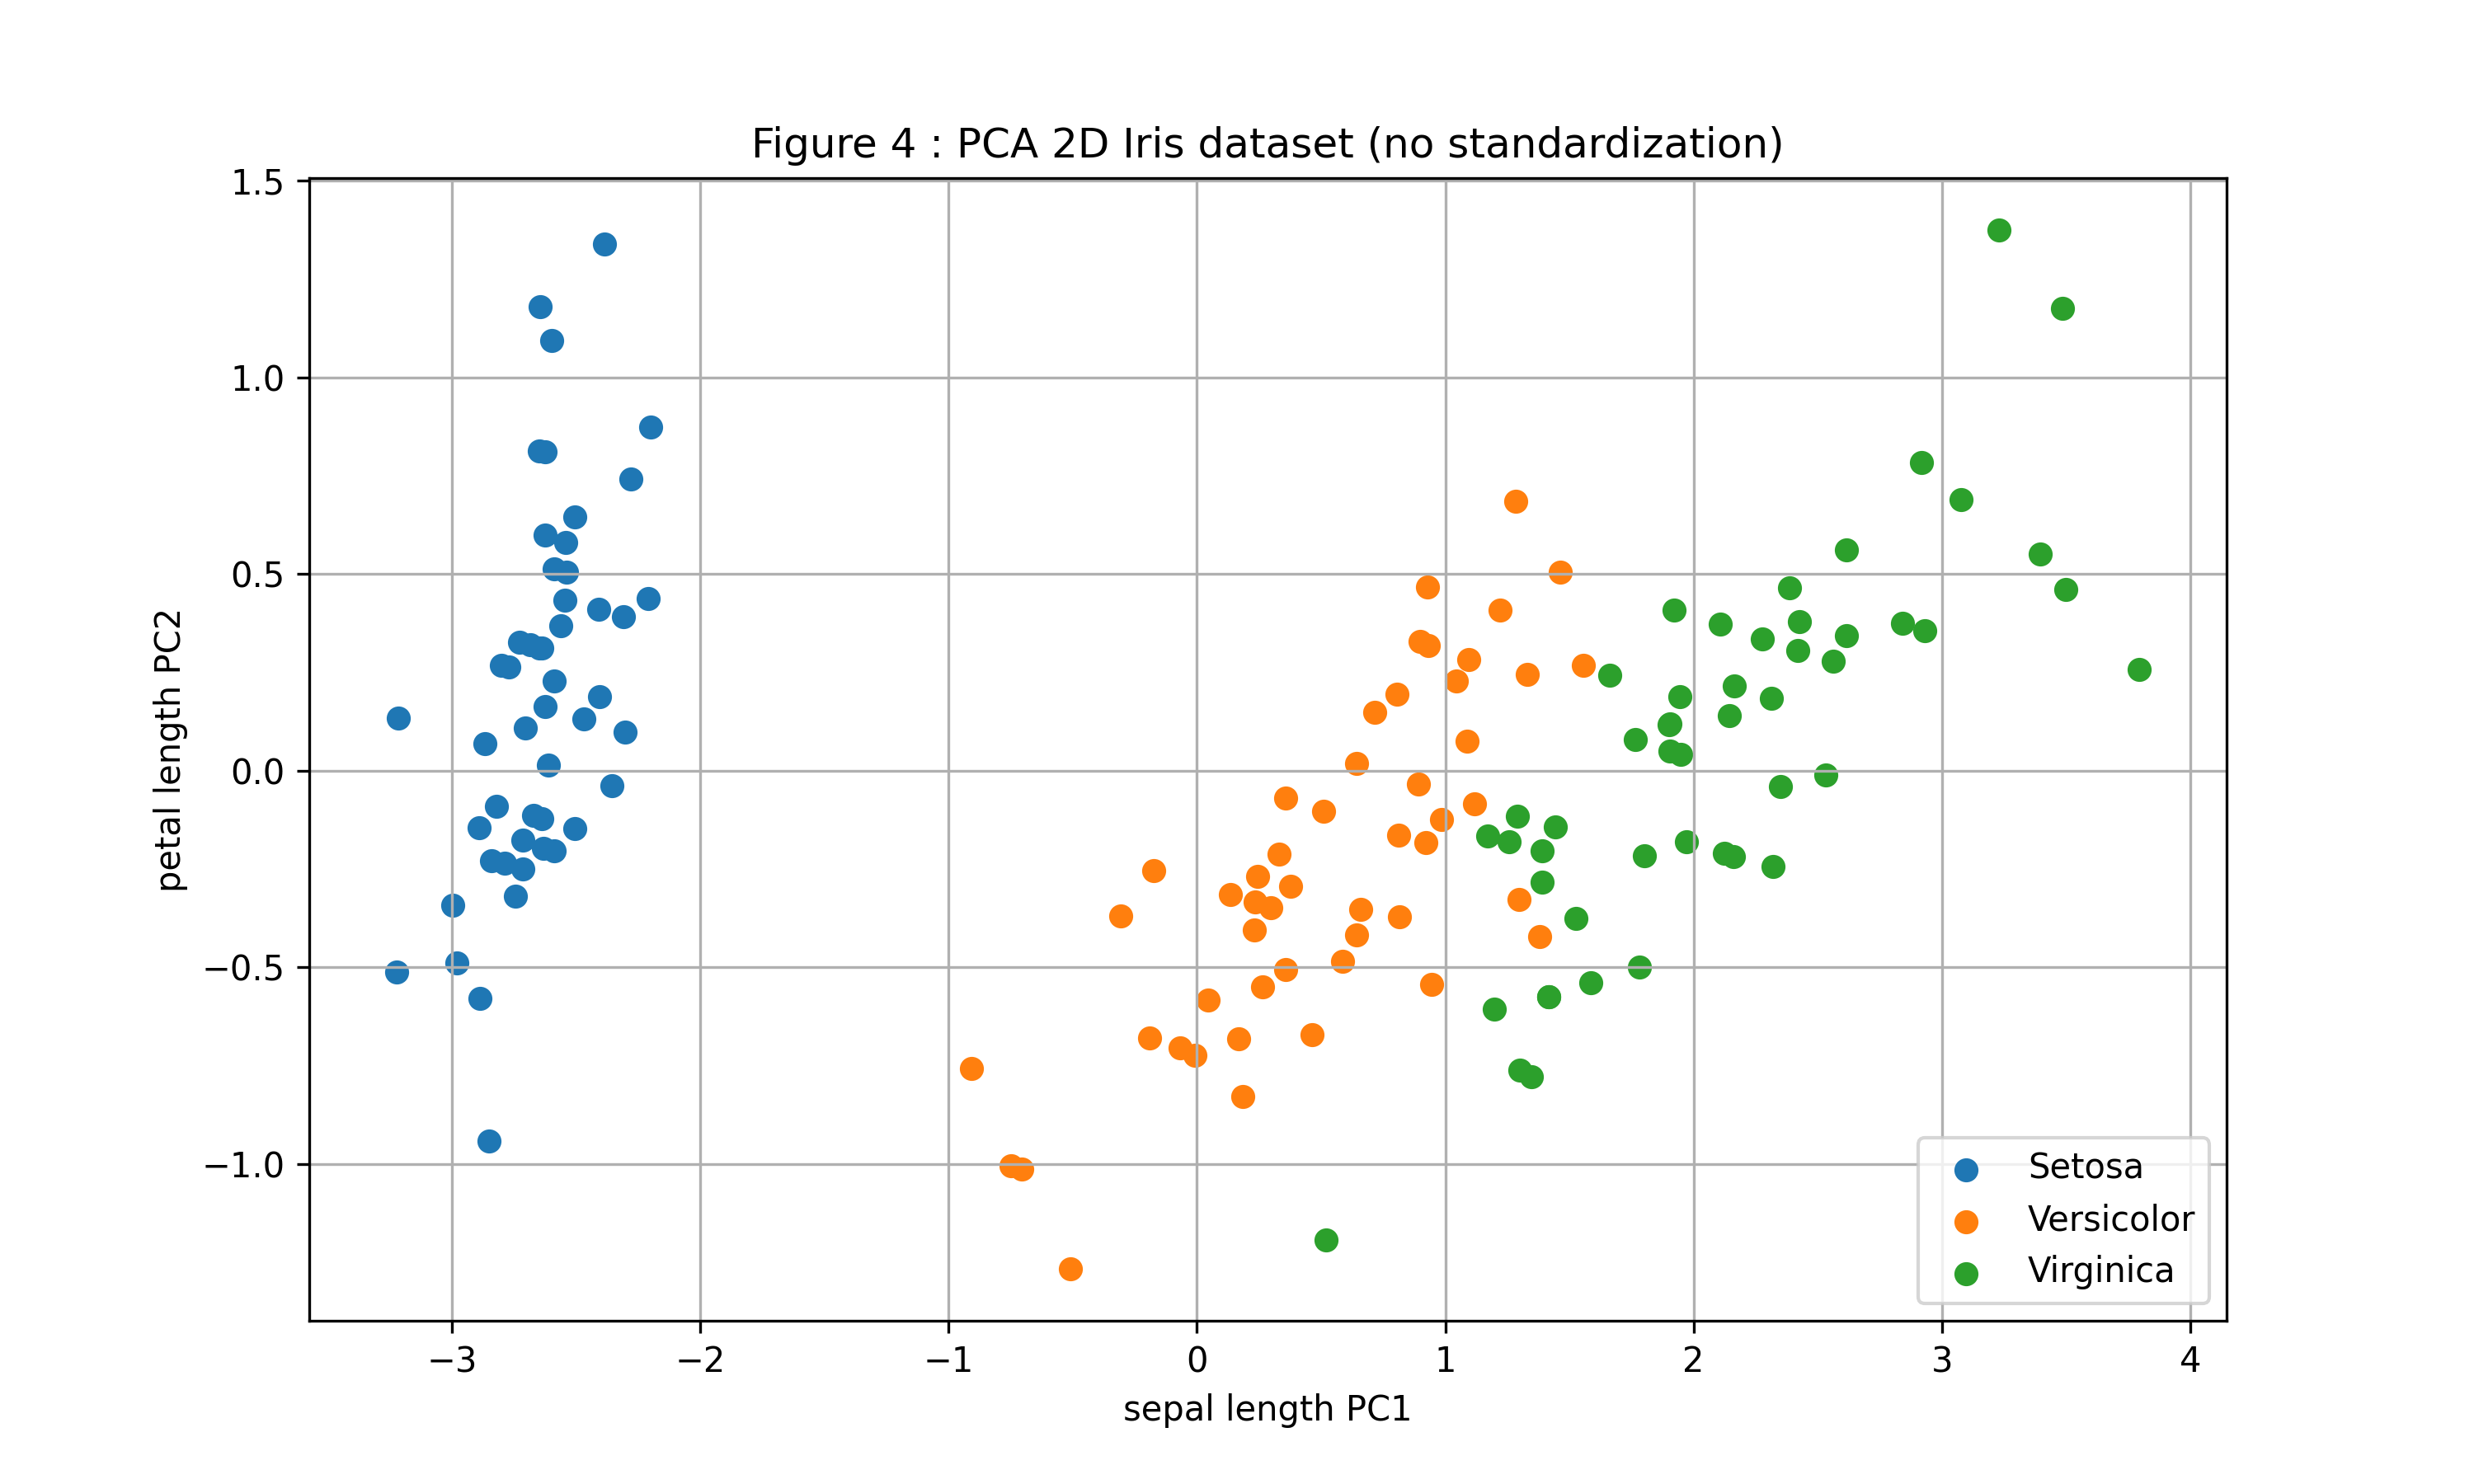 Figure 4 : PCA 2D Iris dataset (no standardization)
1.5
1.0
0.5
0.0
−0.5
−1.0
petal length PC2
Setosa
Versicolor
Virginica
−3 −2 −1 0 1 2 3 4
sepal length PC1